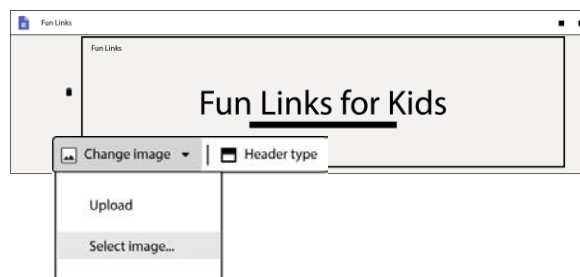 Fun Links
Fun Links
Fun Links for Kids
Change image
Header type
Upload
Select image...